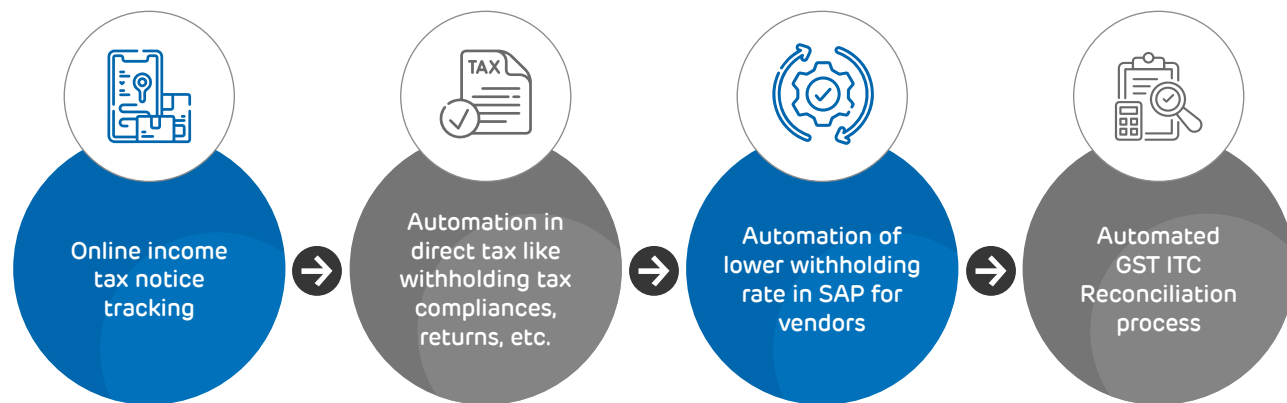 TAX
Online income
tax notice
tracking
Automation in
direct tax like
withholding tax
compliances,
returns, etc.
Automation of
lower withholding
rate in SAP for
vendors
Automated
GST ITC
Reconciliation
process